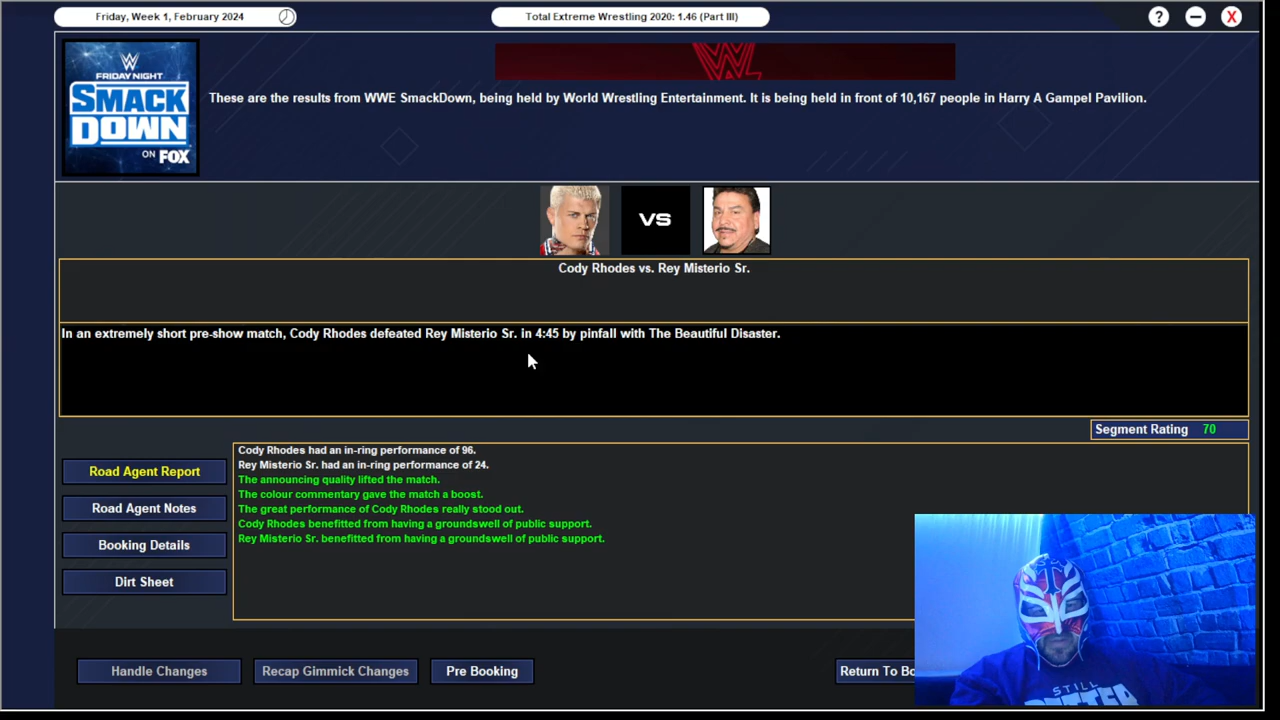 Friday, Week 1, February 2024
Total Extreme Wrestling 2020: 1.46 (Part III)
?
X
FRIDAY NIGHT
SMACK
DOWN
ON FOX
These are the results from WWE SmackDown, being held by World Wrestling Entertainment. It is being held in front of 10,167 people in Harry A Gampel Pavilion.
VS
Cody Rhodes vs. Rey Misterio Sr.
In an extremely short pre-show match, Cody Rhodes defeated Rey Misterio Sr. in 4:45 by pinfall with The Beautiful Disaster.
Segment Rating 70
Road Agent Report
Road Agent Notes
Booking Details
Dirt Sheet
Cody Rhodes had an in-ring performance of 96.
Rey Misterio Sr. had an in-ring performance of 24.
The announcing quality lifted the match.
The colour commentary gave the match a boost.
The great performance of Cody Rhodes really stood out.
Cody Rhodes benefitted from having a groundswell of public support.
Rey Misterio Sr. benefitted from having a groundswell of public support.
Handle Changes
Recap Gimmick Changes
Pre Booking
Return To Bo
STILL